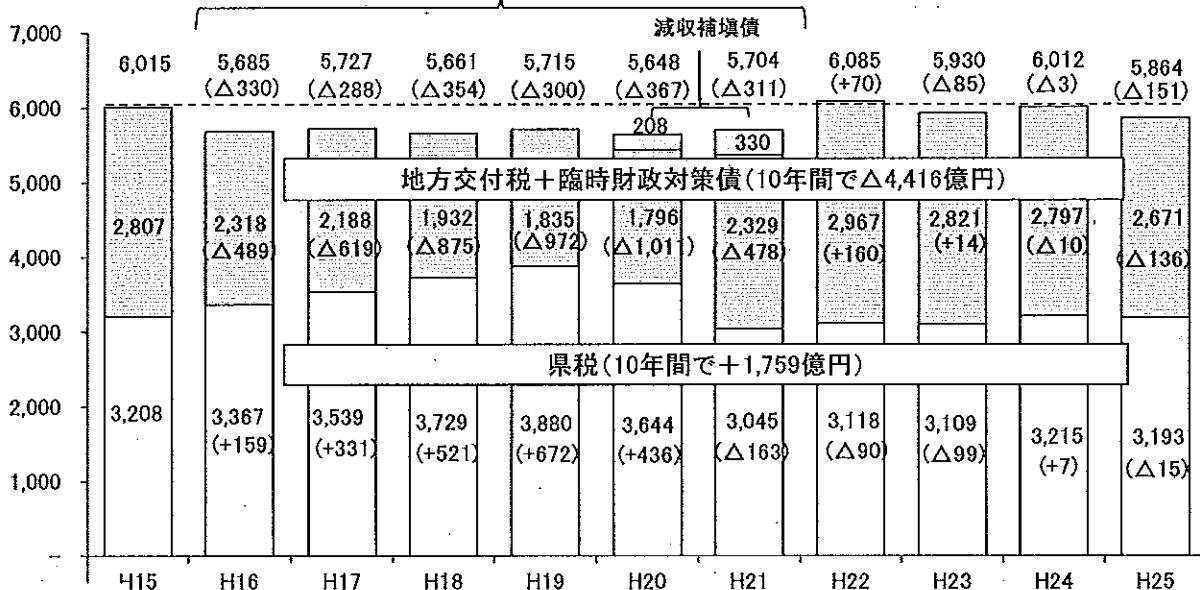 減収補塡債
7,000
6,015 5,685 5,727 5,661 5,715 5,648 5,704 6,085 5,930 6,012 5,864
(△330) (△288) (△354) (△300) (△367) (△311) (+70) (△85) (△3) (△151)
6,000
208
330
地方交付税+臨時財政対策債(10年間で△4,416億円)
5,000
2,807 2,318 2,188 1,932 1,835 1,796 2,329 2,967 2,821 2,797 2,671
(△489) (△619) (△875) (△972) (△1,011) (△478) (+160) (+14) (△10) (△136)
4,000
3,000
県税(10年間で+1,759億円)
2,000
3,208 3,367 3,539 3,729 3,880 3,644 3,045 3,118 3,109 3,215 3,193
(+159) (+331) (+521) (+672) (+436) (△163) (△90) (△99) (+7) (△15)
1,000
-
H15 H16 H17 H18 H19 H20 H21 H22 H23 H24 H25